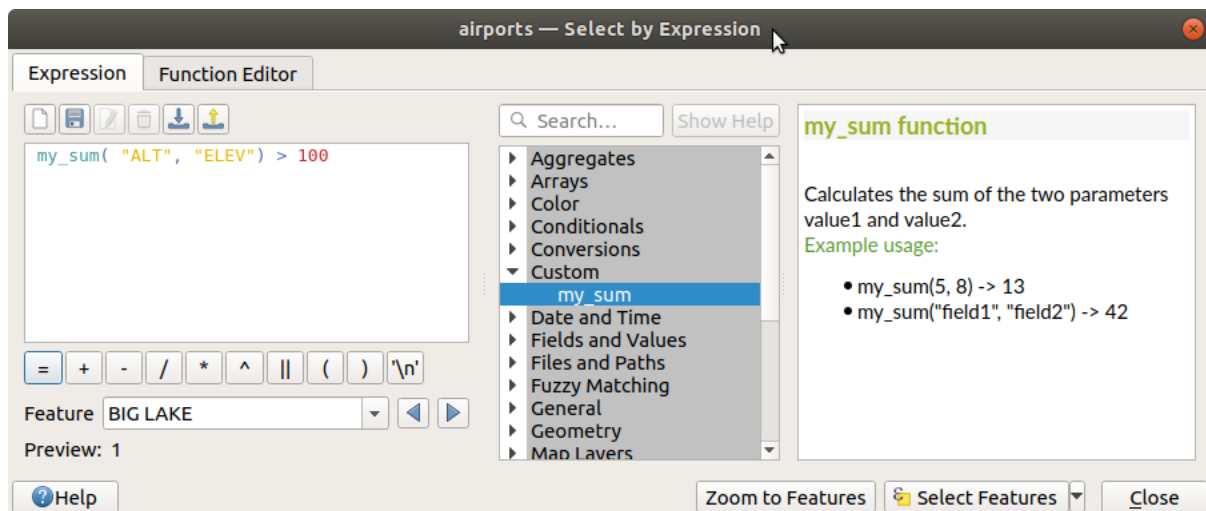 airports — Select by Expression
Expression
Function Editor
Search...
Show Help
my_sum( "ALT", "ELEV") > 100
= + - / * ^ || ( ) '\n'
Feature BIG LAKE
Preview: 1
Aggregates
Arrays
Color
Conditionals
Conversions
Custom
my_sum
Date and Time
Fields and Values
Files and Paths
Fuzzy Matching
General
Geometry
Map Layers
my_sum function
Calculates the sum of the two parameters
value1 and value2.
Example usage:
• my_sum(5, 8) -> 13
• my_sum("field1", "field2") -> 42
Help
Zoom to Features
Select Features
Close